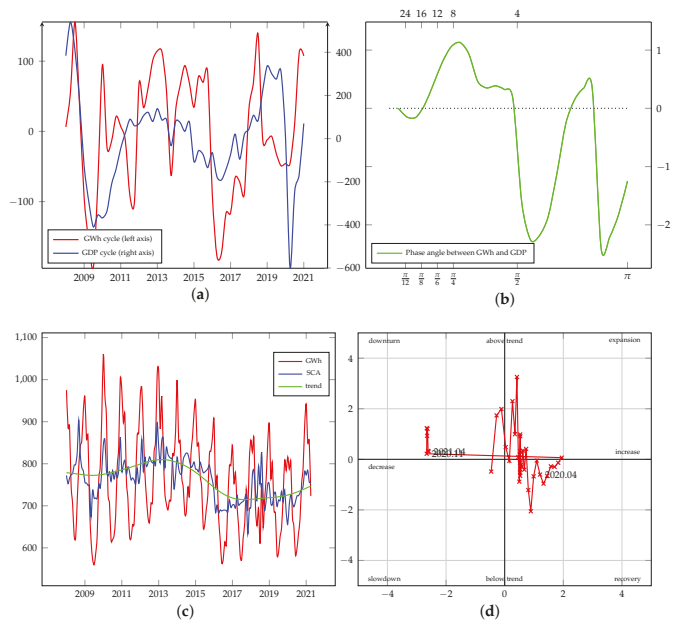 100
0
−100
400
200
0
−200
−400
−600
GWh cycle (left axis)
GDP cycle (right axis)
2009 2011 2013 2015 2017 2019 2021
(a)
24 16 12 8 4
1
0
−1
−2
Phase angle between GWh and GDP
π/12 π/8 π/6 π/4 π/2 π
(b)
1,100
1,000
900
800
700
600
GWh
SCA
trend
2009 2011 2013 2015 2017 2019 2021
(c)
downturn above trend expansion
4
2
0
−2
−4
2021.04
2020.11
increase
decrease
2020.04
slowdown below trend recovery
−4 −2 0 2 4
(d)